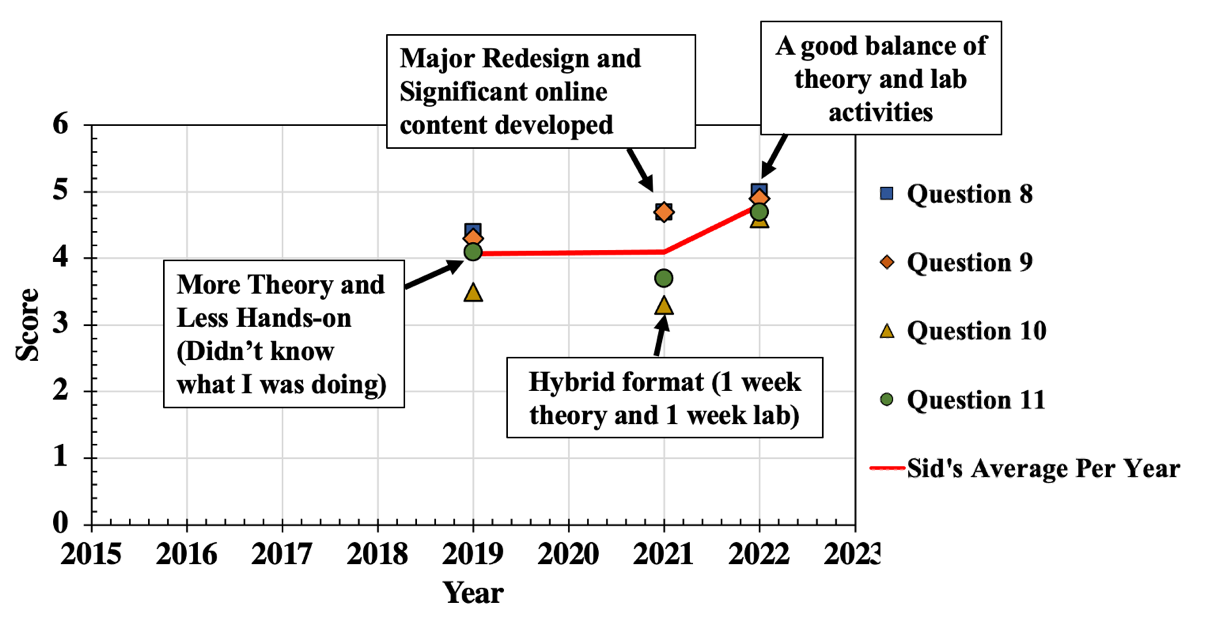 Major Redesign and
Significant online
content developed
A good balance of
theory and lab
activities
6
5
4
3
2
1
0
Score
More Theory and
Less Hands-on
(Didn’t know
what I was doing)
Hybrid format (1 week
theory and 1 week lab)
2015 2016 2017 2018 2019 2020 2021 2022 2023
Year
Question 8
Question 9
Question 10
Question 11
Sid's Average Per Year